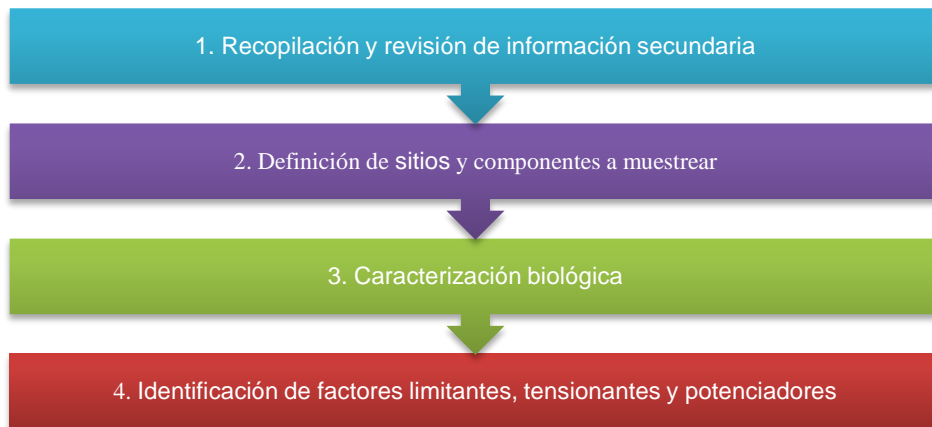 1. Recopilación y revisión de información secundaria
2. Definición de sitios y componentes a muestrear
3. Caracterización biológica
4. Identificación de factores limitantes, tensionantes y potenciadores